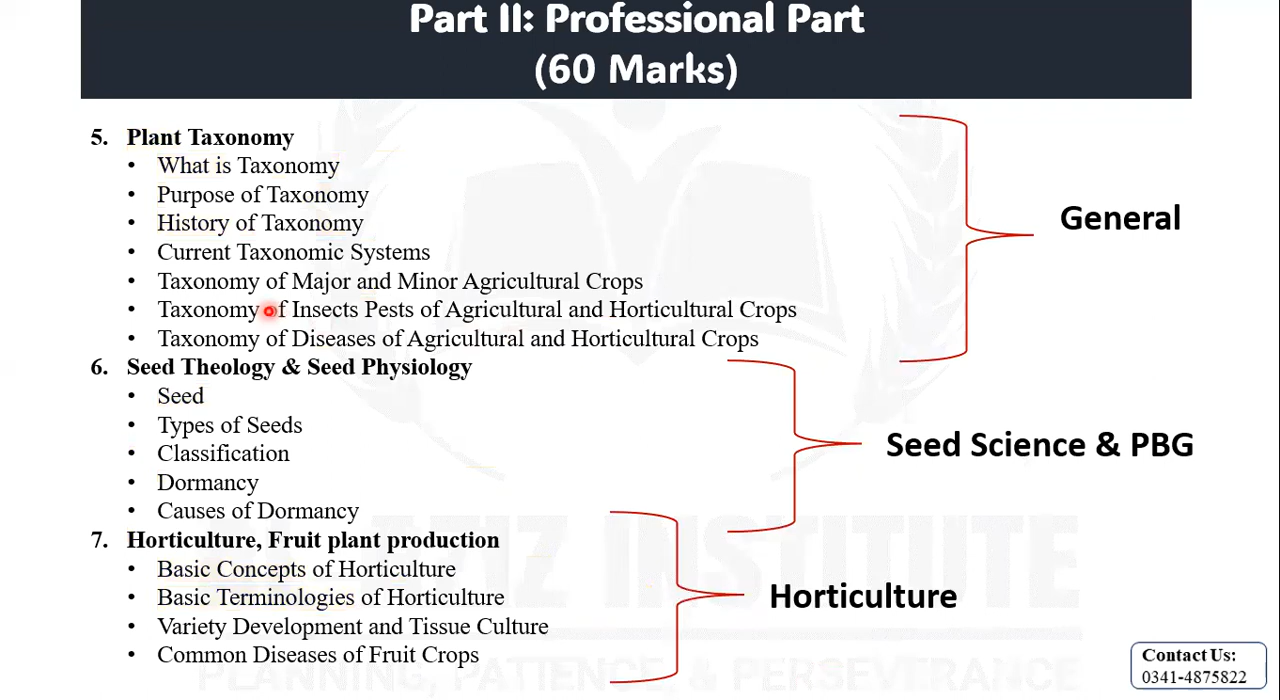 Part II: Professional Part
(60 Marks)
5. Plant Taxonomy
• What is Taxonomy
• Purpose of Taxonomy
• History of Taxonomy
• Current Taxonomic Systems
• Taxonomy of Major and Minor Agricultural Crops
• Taxonomy of Insects Pests of Agricultural and Horticultural Crops
• Taxonomy of Diseases of Agricultural and Horticultural Crops
General
6. Seed Theology & Seed Physiology
• Seed
• Types of Seeds
• Classification
• Dormancy
• Causes of Dormancy
Seed Science & PBG
7. Horticulture, Fruit plant production
• Basic Concepts of Horticulture
• Basic Terminologies of Horticulture
• Variety Development and Tissue Culture
• Common Diseases of Fruit Crops
Horticulture
INSTITUTE
PLANNING, PATIENCE, & PERSEVERANCE
Contact Us:
0341-4875822